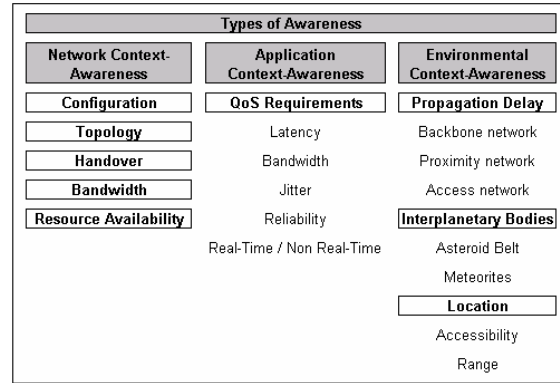 Types of Awareness
Network Context-
Awareness
Configuration
Topology
Handover
Bandwidth
Resource Availability
Application
Context-Awareness
QoS Requirements
Latency
Bandwidth
Jitter
Reliability
Real-Time / Non Real-Time
Environmental
Context-Awareness
Propagation Delay
Backbone network
Proximity network
Access network
Interplanetary Bodies
Asteroid Belt
Meteorites
Location
Accessibility
Range